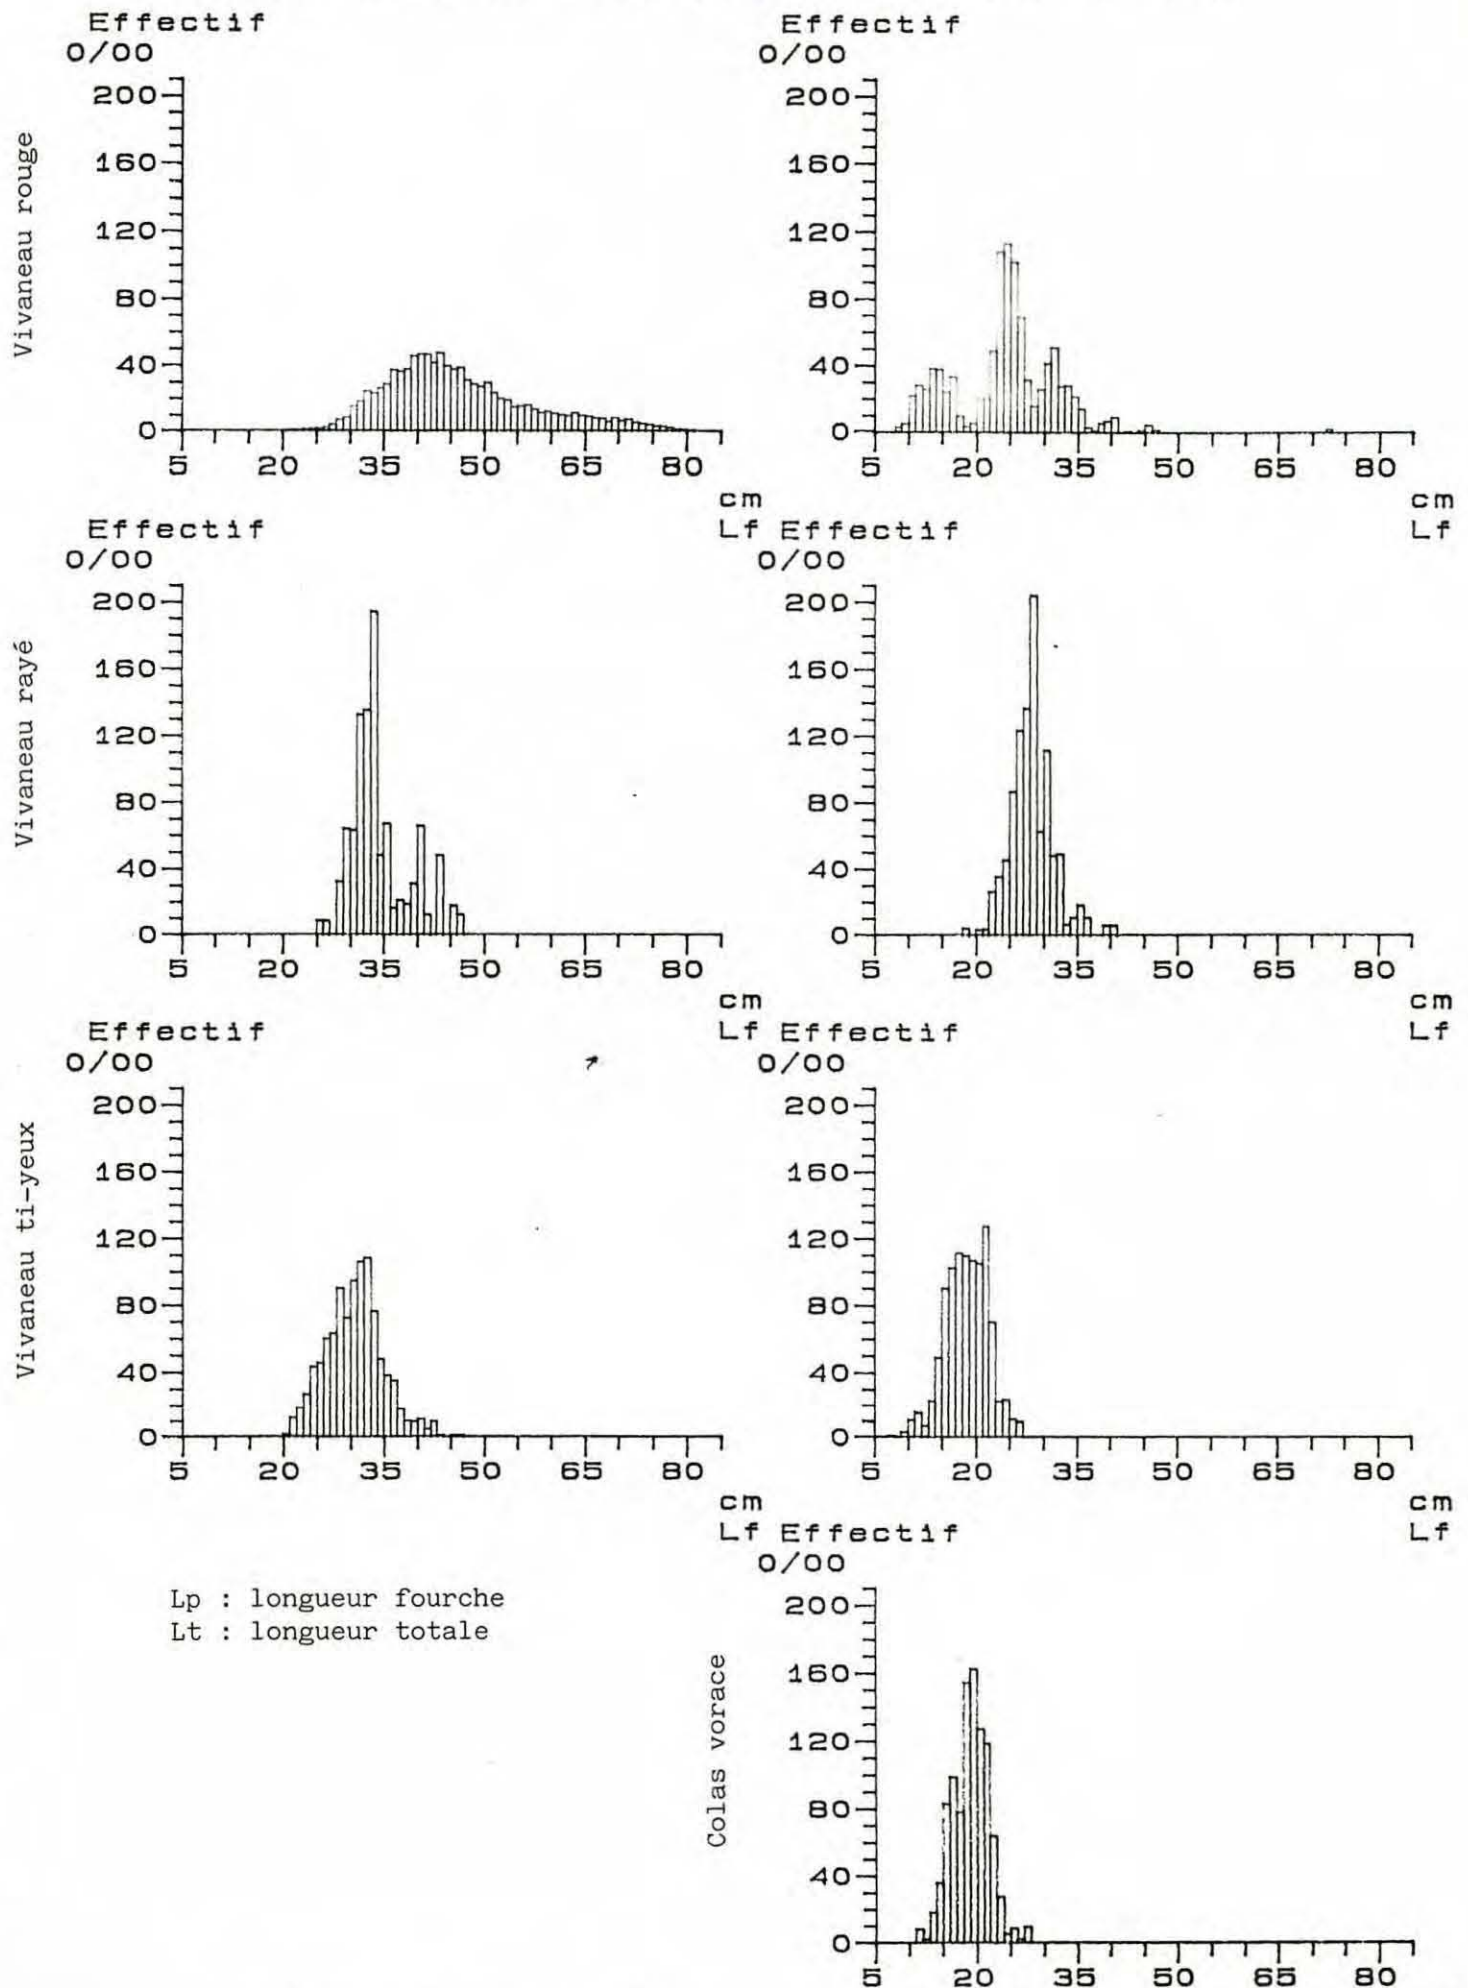 Effectif
0/00
200
160
120
80
40
0
5 20 35 50 65 80
cm
Lf
Vivaneau rouge
Effectif
0/00
200
160
120
80
40
0
5 20 35 50 65 80
cm
Lf
Effectif
0/00
200
160
120
80
40
0
5 20 35 50 65 80
cm
Lf
Vivaneau rayé
Effectif
0/00
200
160
120
80
40
0
5 20 35 50 65 80
cm
Lf
Effectif
0/00
200
160
120
80
40
0
5 20 35 50 65 80
cm
Lf
Vivaneau ti-yeux
Effectif
0/00
200
160
120
80
40
0
5 20 35 50 65 80
cm
Lf
Lp : longueur fourche
Lt : longueur totale
Effectif
0/00
200
160
120
80
40
0
5 20 35 50 65 80
Colas vorace